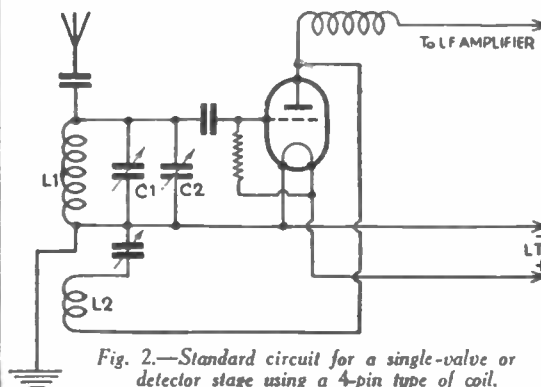 To LF AMPLIFIER
L1
C1
C2
L2
LT
-
+
Fig. 2.—Standard circuit for a single-valve or
detector stage using a 4-pin type of coil.